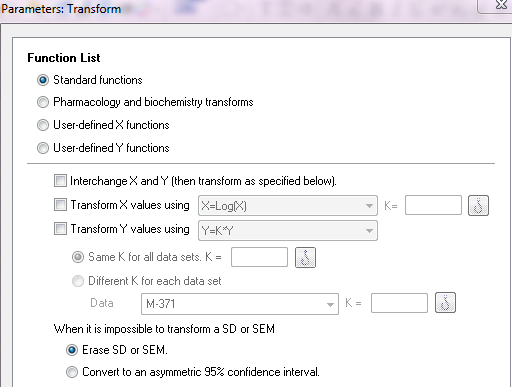 Parameters: Transform
Function List
Standard functions
Pharmacology and biochemistry transforms
User-defined X functions
User-defined Y functions
Interchange X and Y (then transform as specified below).
Transform X values using X=Log(X) K=
Transform Y values using Y=K*Y
Same K for all data sets. K =
Different K for each data set
Data M-371 K =
When it is impossible to transform a SD or SEM
Erase SD or SEM.
Convert to an asymmetric 95% confidence interval.